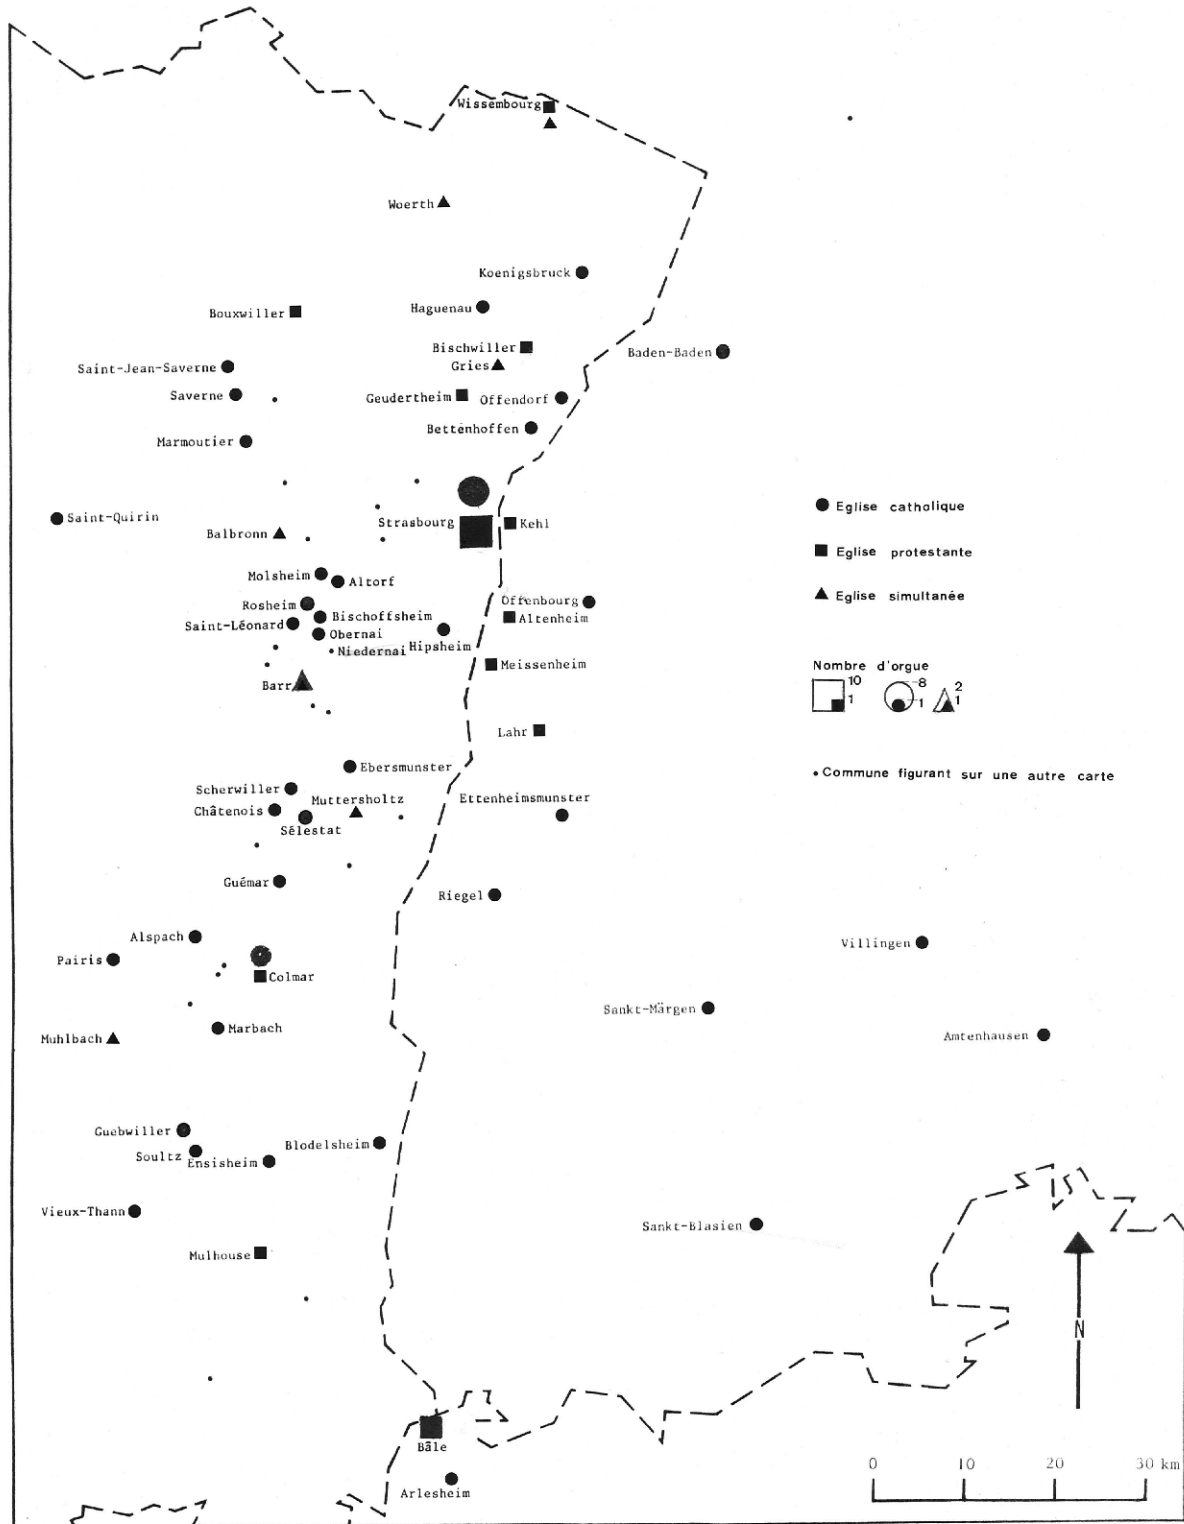 Wissembourg
Woerth
Koenigsbruck
Haguenau
Bouxwiller
Bischwiller
Baden-Baden
Gries
Saint-Jean-Saverne
Saverne
Geudertheim
Offendorf
Bettenhoffen
Marmoutier
Saint-Quirin
Strasbourg
Kehl
Balbronn
Molsheim
Altorf
Rosheim
Offenbourg
Bischoffsheim
Altenheim
Saint-Léonard
Obernai
Niedernai
Hipsheim
Meissenheim
Barr
Lahr
Ebersmunster
Scherwiller
Muttersholtz
Ettenheimsmunster
Châtenois
Sélestat
Guémar
Riegel
Alspach
Villingen
Pairis
Colmar
Sankt-Märgen
Marbach
Muhlbach
Amtenhausen
Guebwiller
Blodelsheim
Soultz
Ensisheim
Vieux-Thann
Sankt-Blasien
Mulhouse
Bâle
Arlesheim
Eglise catholique
Eglise protestante
Eglise simultanée
Nombre d'orgue
10
1
8
1
2
1
Commune figurant sur une autre carte
N
0 10 20 30 km